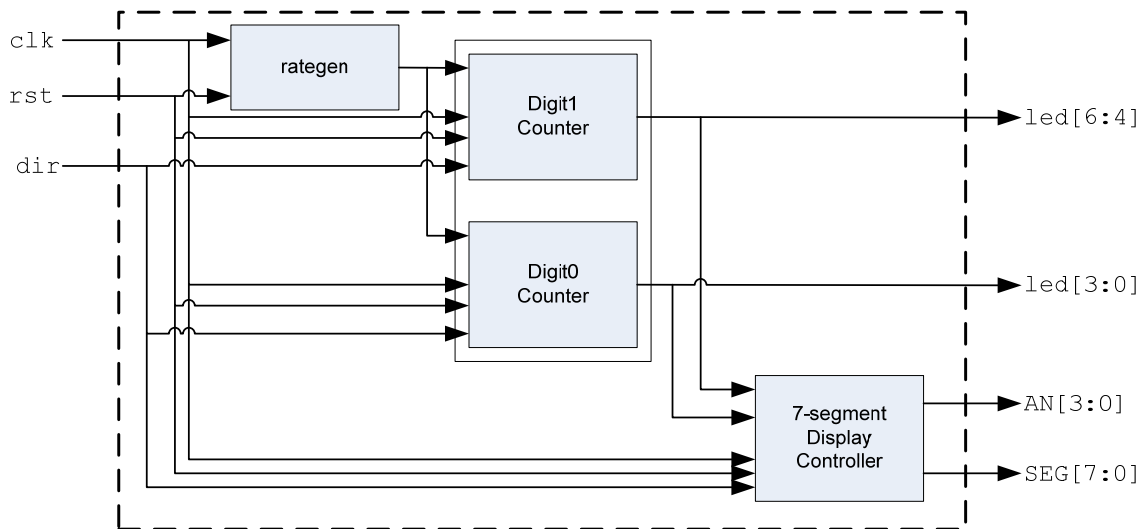 clk
rategen
rst
Digit1
Counter
led[6:4]
dir
Digit0
Counter
led[3:0]
7-segment
Display
Controller
AN[3:0]
SEG[7:0]